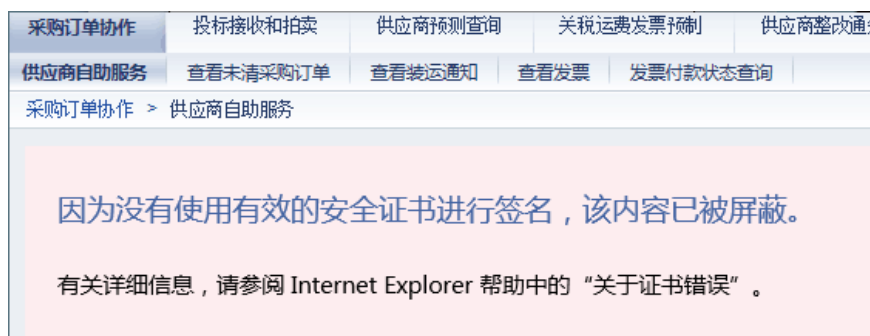 采购订单协作 投标接收和拍卖 供应商预测查询 关税运费发票预制 供应商整改通
供应商自助服务 查看未清采购订单 查看装运通知 查看发票 发票付款状态查询
采购订单协作 > 供应商自助服务
因为没有使用有效的安全证书进行签名，该内容已被屏蔽。
有关详细信息，请参阅 Internet Explorer 帮助中的“关于证书错误”。